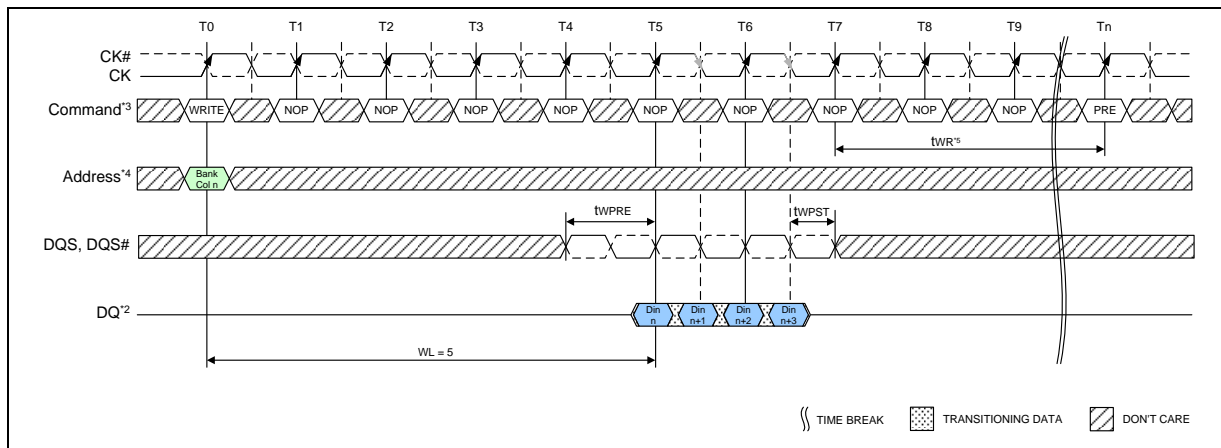 T0 T1 T2 T3 T4 T5 T6 T7 T8 T9 Tn
CK#
CK
Command*3 WRITE NOP NOP NOP NOP NOP NOP NOP NOP NOP PRE
tWR*5
Address*4 Bank
Col n
tWPRE tWPST
DQS, DQS#
DQ*2 Din
n Din
n+1 Din
n+2 Din
n+3
WL = 5
TIME BREAK TRANSITIONING DATA DON'T CARE